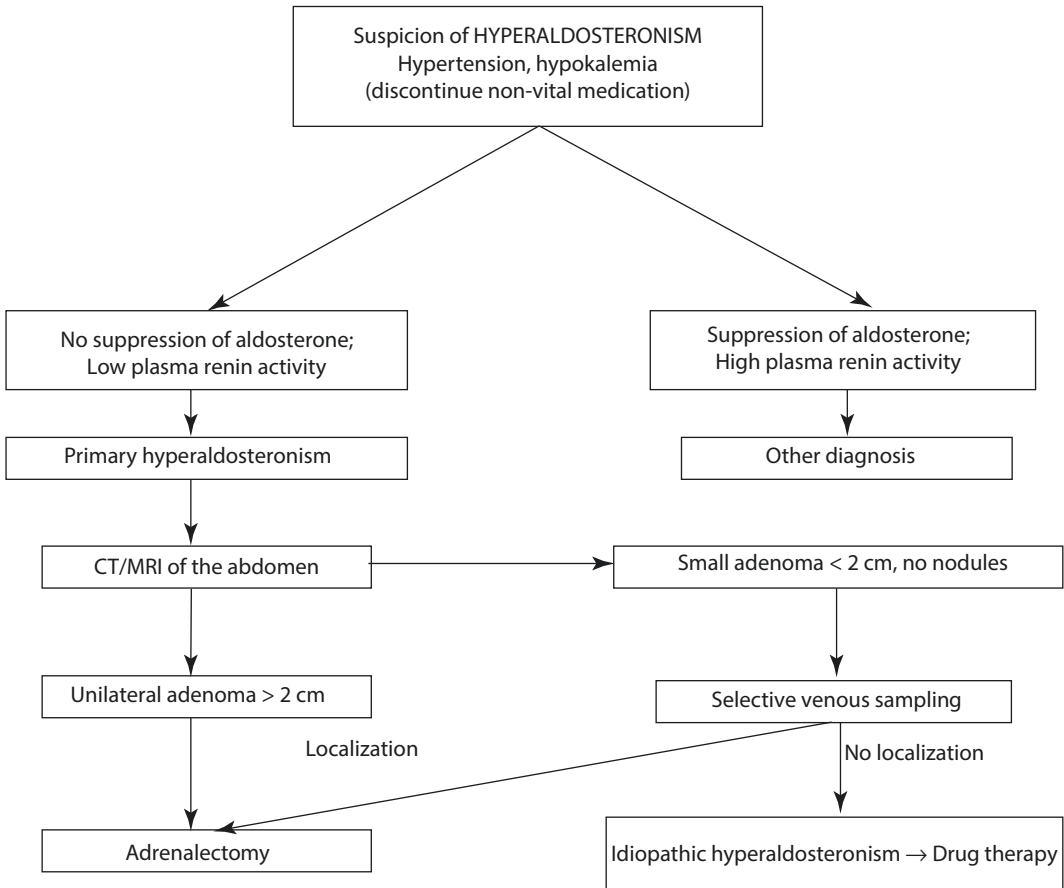 Suspicion of HYPERALDOSTERONISM
Hypertension, hypokalemia
(discontinue non-vital medication)
No suppression of aldosterone;
Low plasma renin activity
Suppression of aldosterone;
High plasma renin activity
Primary hyperaldosteronism
Other diagnosis
CT/MRI of the abdomen
Small adenoma < 2 cm, no nodules
Unilateral adenoma > 2 cm
Selective venous sampling
Localization
No localization
Adrenalectomy
Idiopathic hyperaldosteronism → Drug therapy